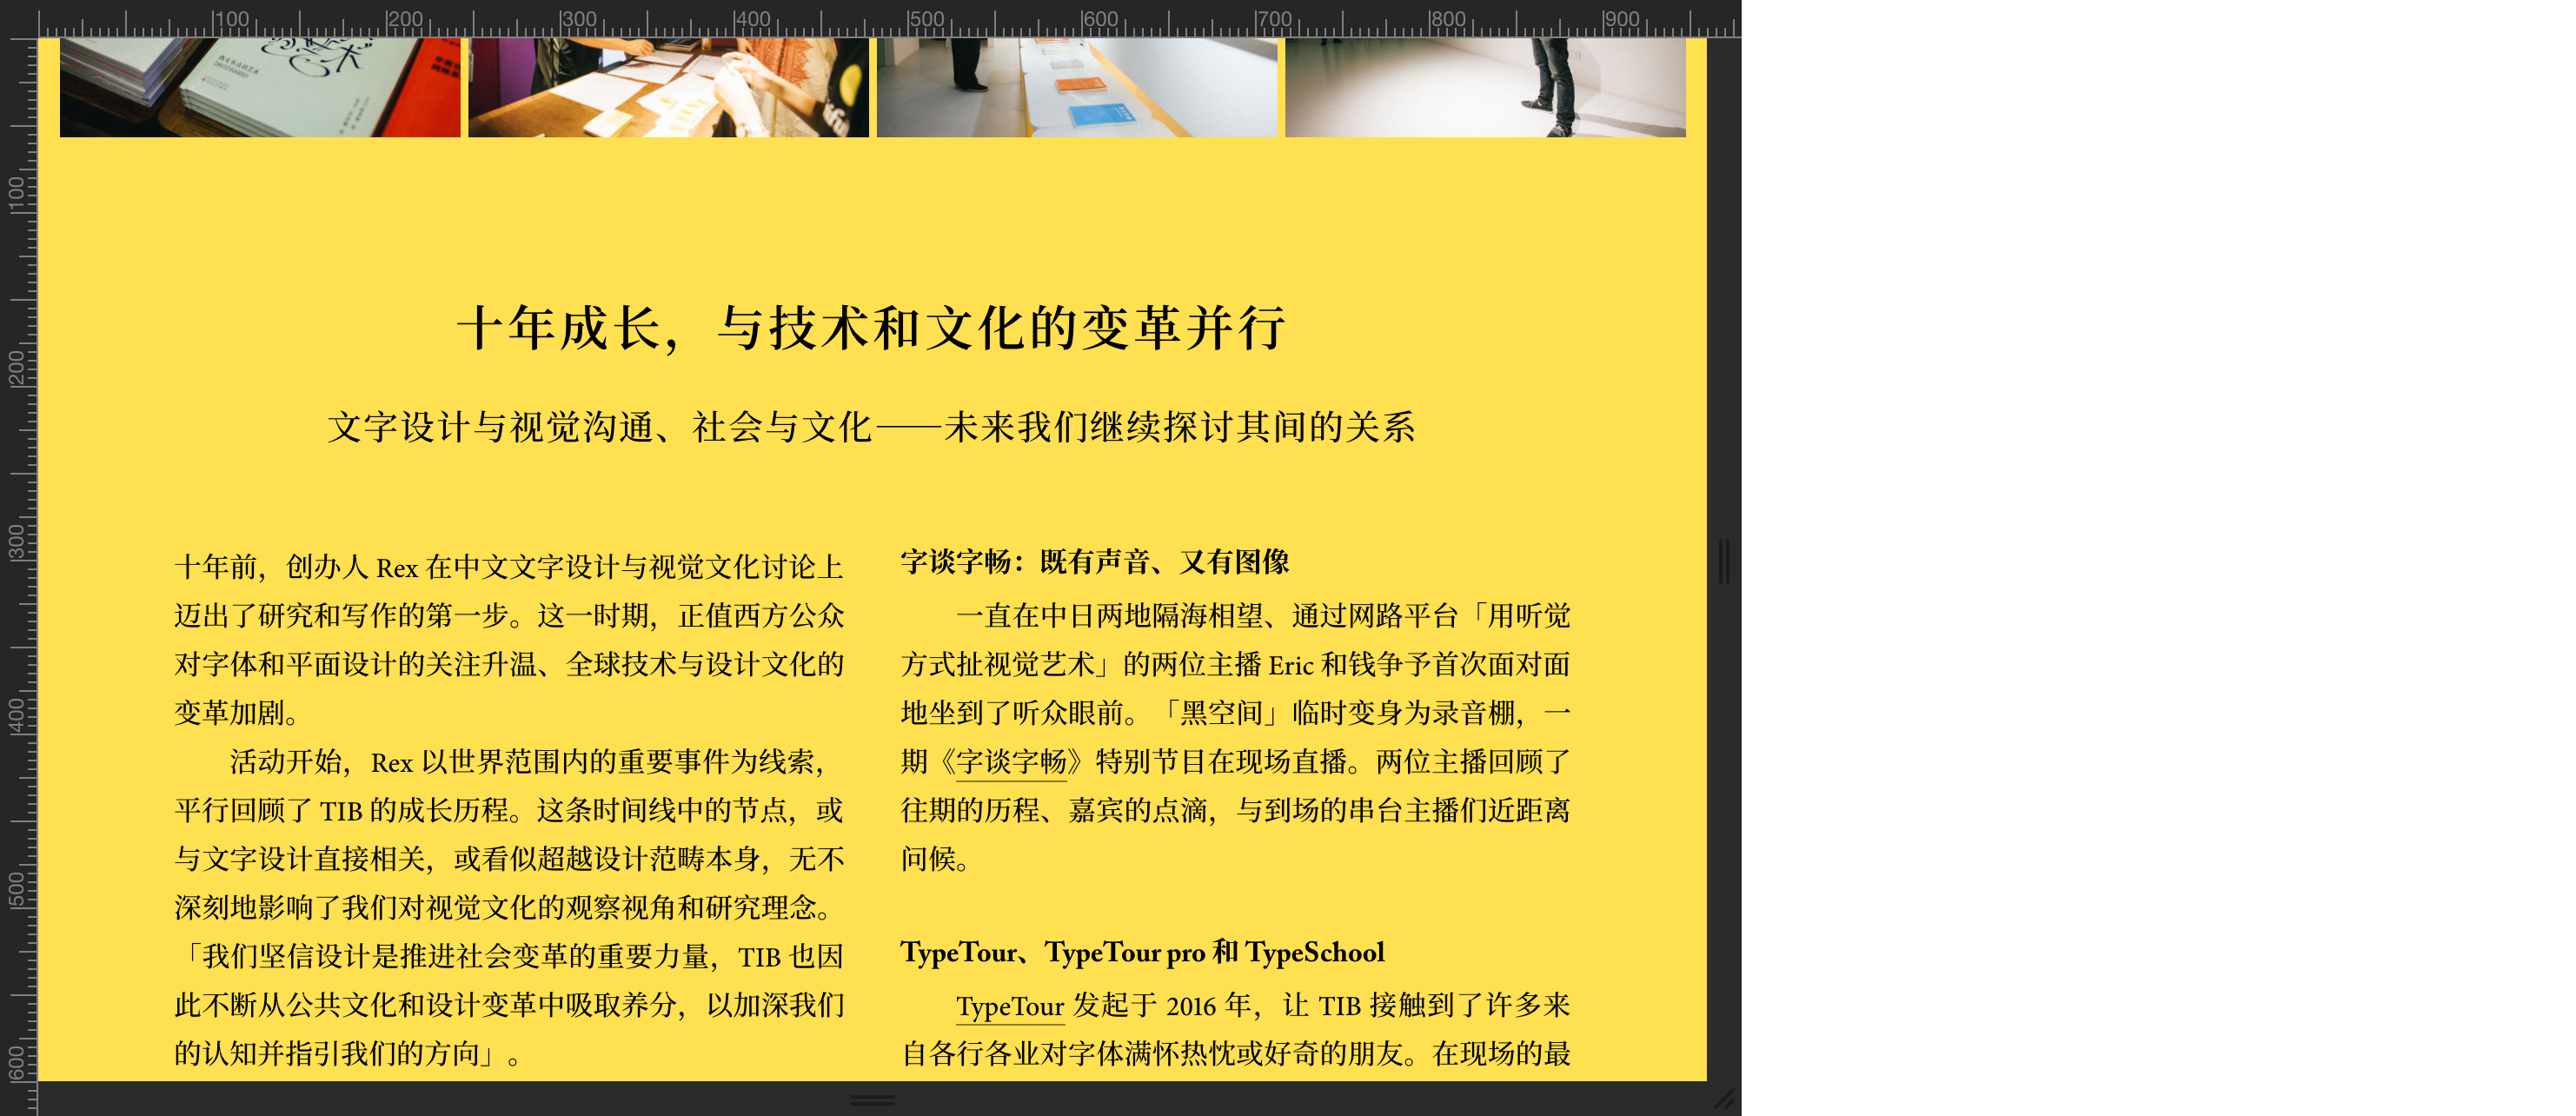 100 200 300 400 500 600 700 800 900
100
200
300
400
500
600
十年成长，与技术和文化的变革并行
文字设计与视觉沟通、社会与文化——未来我们继续探讨其间的关系
十年前，创办人 Rex 在中文文字设计与视觉文化讨论上
迈出了研究和写作的第一步。这一时期，正值西方公众
对字体和平面设计的关注升温、全球技术与设计文化的
变革加剧。
活动开始，Rex 以世界范围内的重要事件为线索，
平行回顾了 TIB 的成长历程。这条时间线中的节点，或
与文字设计直接相关，或看似超越设计范畴本身，无不
深刻地影响了我们对视觉文化的观察视角和研究理念。
「我们坚信设计是推进社会变革的重要力量，TIB 也因
此不断从公共文化和设计变革中吸取养分，以加深我们
的认知并指引我们的方向」。
字谈字畅：既有声音、又有图像
一直在中日两地隔海相望、通过网路平台「用听觉
方式扯视觉艺术」的两位主播 Eric 和钱争予首次面对面
地坐到了听众眼前。「黑空间」临时变身为录音棚，一
期《字谈字畅》特别节目在现场直播。两位主播回顾了
往期的历程、嘉宾的点滴，与到场的串台主播们近距离
问候。
TypeTour、TypeTour pro 和 TypeSchool
TypeTour 发起于 2016 年，让 TIB 接触到了许多来
自各行各业对字体满怀热忱或好奇的朋友。在现场的最